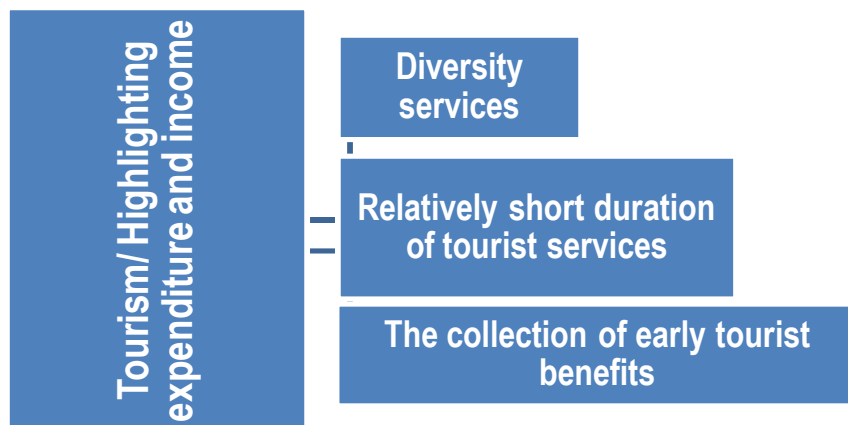 Tourism/ Highlighting
expenditure and income
Diversity
services
Relatively short duration
of tourist services
The collection of early tourist
benefits